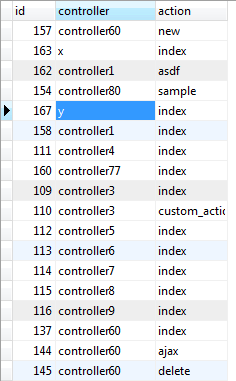 id controller action
157 controller60 new
163 x index
162 controller1 asdf
154 controller80 sample
167 y index
158 controller1 index
111 controller4 index
160 controller77 index
109 controller3 index
110 controller3 custom_actio
112 controller5 index
113 controller6 index
114 controller7 index
115 controller8 index
116 controller9 index
137 controller60 index
144 controller60 ajax
145 controller60 delete